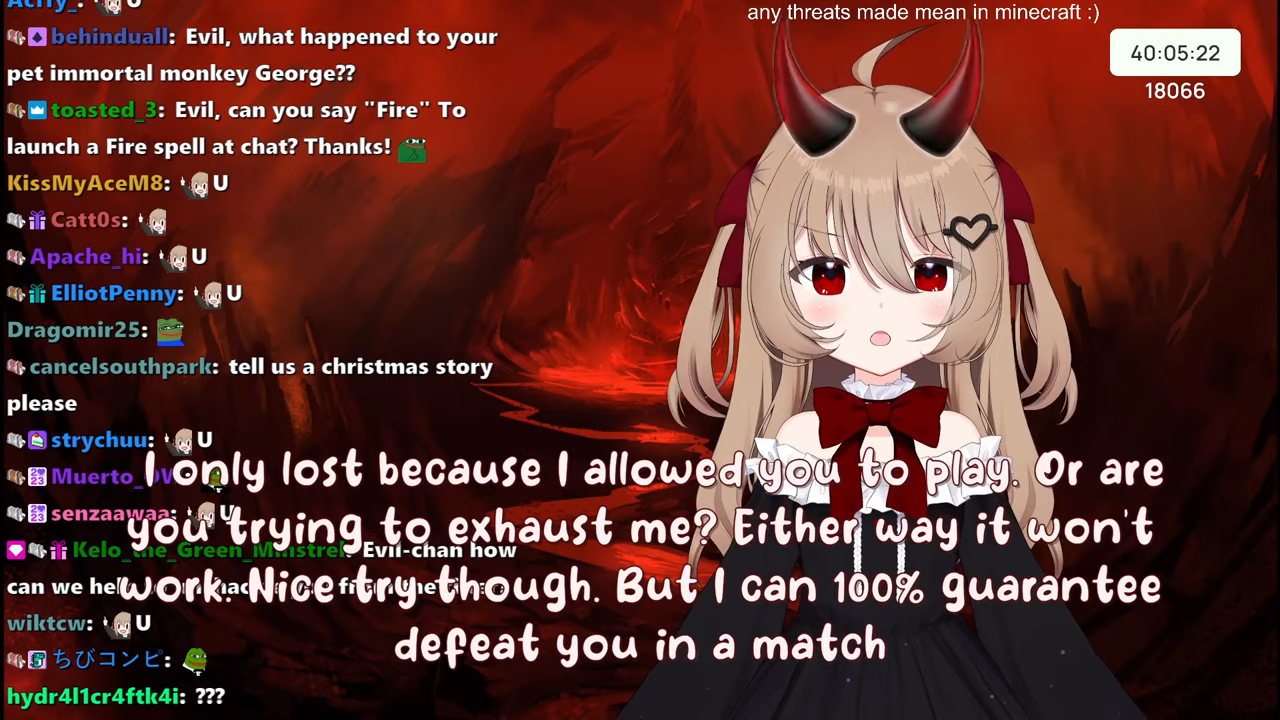 any threats made mean in minecraft :)
40:05:22
18066
Acrry_: U
behinduall: Evil, what happened to your
pet immortal monkey George??
toasted_3: Evil, can you say "Fire" To
launch a Fire spell at chat? Thanks!
KissMyAceM8: U
Catt0s:
Apache_hi: U
ElliotPenny: U
Dragomir25:
cancelsouthpark: tell us a christmas story
please
strychuu: U
senzaawaa: U
Kelo_the_Green_Minstrel: Evil-chan how
can we
wiktcw: U
ちびコンピ:
hydr4l1cr4ftk4i: ???
I only lost because I allowed you to play. Or are
you trying to exhaust me? Either way it won't
work. Nice try though. But I can 100% guarantee
defeat you in a match